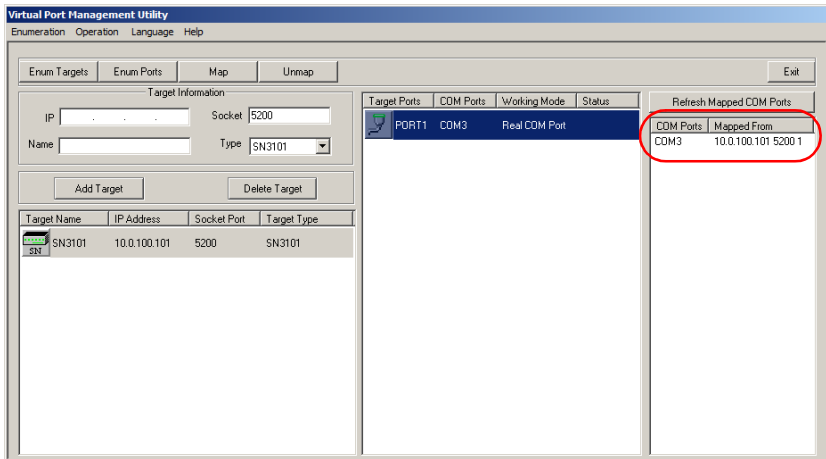 Virtual Port Management Utility
Enumeration Operation Language Help
Enum Targets Enum Ports Map Unmap Exit
Target Information
IP . . . Socket 5200
Name Type SN3101
Add Target Delete Target
Target Name IP Address Socket Port Target Type
SN SN3101 10.0.100.101 5200 SN3101
Target Ports COM Ports Working Mode Status
PORT1 COM3 Real COM Port
Refresh Mapped COM Ports
COM Ports Mapped From
COM3 10.0.100.101 5200 1